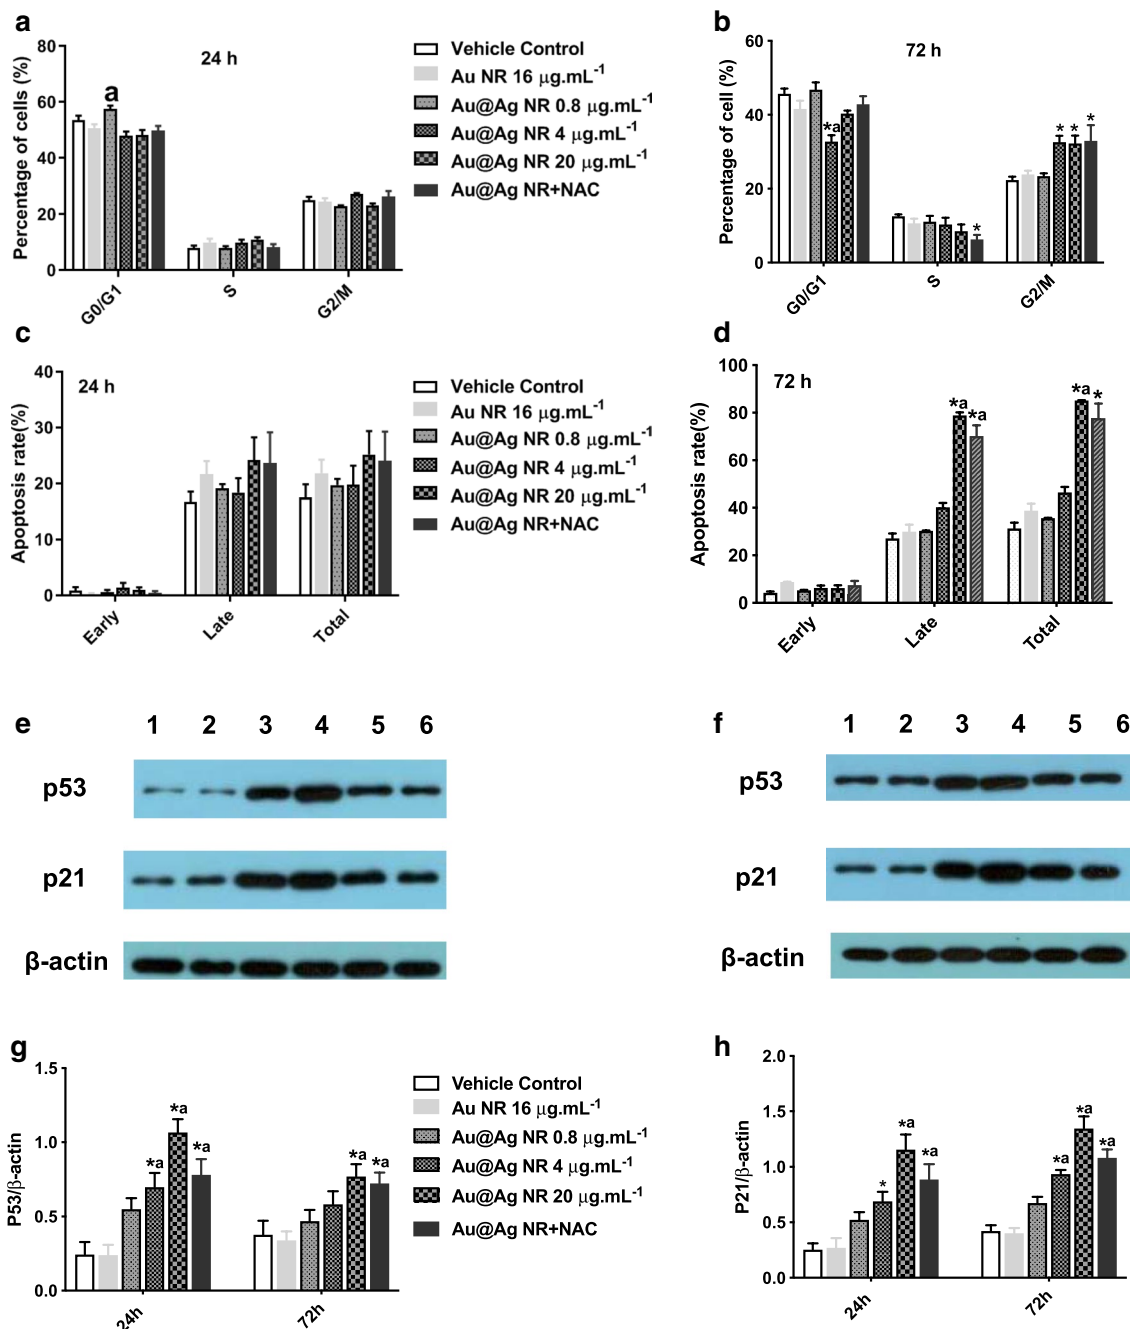 a
24 h
Percentage of cells (%)
80
60
40
20
0
a
G0/G1
S
G2/M
Vehicle Control
Au NR 16 μg.mL⁻¹
Au@Ag NR 0.8 μg.mL⁻¹
Au@Ag NR 4 μg.mL⁻¹
Au@Ag NR 20 μg.mL⁻¹
Au@Ag NR+NAC
b
72 h
Percentage of cell (%)
60
40
20
0
*a
*
*
*
*
G0/G1
S
G2/M
c
24 h
Apoptosis rate(%)
40
30
20
10
0
Early
Late
Total
Vehicle Control
Au NR 16 μg.mL⁻¹
Au@Ag NR 0.8 μg.mL⁻¹
Au@Ag NR 4 μg.mL⁻¹
Au@Ag NR 20 μg.mL⁻¹
Au@Ag NR+NAC
d
72 h
Apoptosis rate(%)
100
80
60
40
20
0
*a
*a
*a
*
Early
Late
Total
e
1 2 3 4 5 6
p53
p21
β-actin
f
1 2 3 4 5 6
p53
p21
β-actin
g
P53/β-actin
1.5
1.0
0.5
0.0
*a
*a
*a
*a
*a
24h
72h
Vehicle Control
Au NR 16 μg.mL⁻¹
Au@Ag NR 0.8 μg.mL⁻¹
Au@Ag NR 4 μg.mL⁻¹
Au@Ag NR 20 μg.mL⁻¹
Au@Ag NR+NAC
h
P21/β-actin
2.0
1.5
1.0
0.5
0.0
*
*a
*a
*a
*a
*a
24h
72h